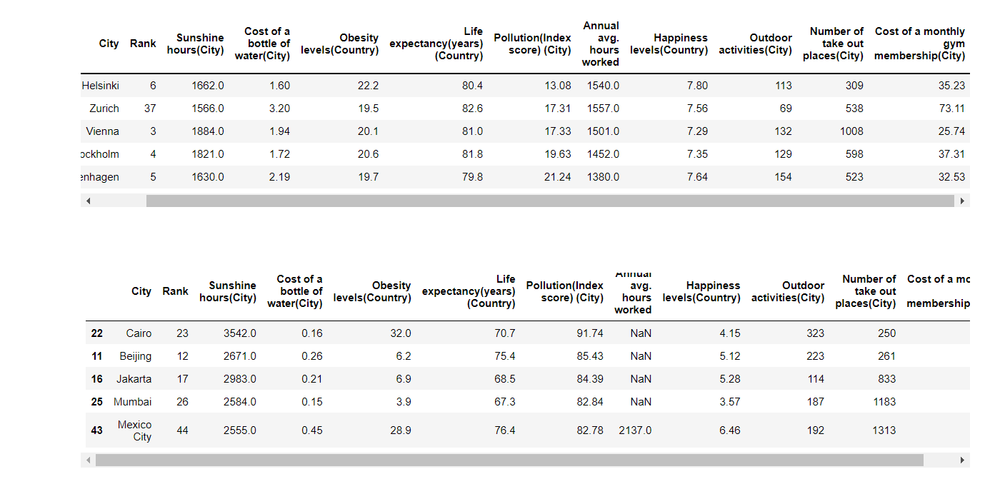 City Rank Sunshine hours(City) Cost of a bottle of water(City) Obesity levels(Country) Life expectancy(years) (Country) Pollution(Index score) (City) Annual avg. hours worked Happiness levels(Country) Outdoor activities(City) Number of take out places(City) Cost of a monthly gym membership(City)
Helsinki 6 1662.0 1.60 22.2 80.4 13.08 1540.0 7.80 113 309 35.23
Zurich 37 1566.0 3.20 19.5 82.6 17.31 1557.0 7.56 69 538 73.11
Vienna 3 1884.0 1.94 20.1 81.0 17.33 1501.0 7.29 132 1008 25.74
ockholm 4 1821.0 1.72 20.6 81.8 19.63 1452.0 7.35 129 598 37.31
enhagen 5 1630.0 2.19 19.7 79.8 21.24 1380.0 7.64 154 523 32.53
City Rank Sunshine hours(City) Cost of a bottle of water(City) Obesity levels(Country) Life expectancy(years) (Country) Pollution(Index score) (City) Annual avg. hours worked Happiness levels(Country) Outdoor activities(City) Number of take out places(City) Cost of a mo membership
22 Cairo 23 3542.0 0.16 32.0 70.7 91.74 NaN 4.15 323 250
11 Beijing 12 2671.0 0.26 6.2 75.4 85.43 NaN 5.12 223 261
16 Jakarta 17 2983.0 0.21 6.9 68.5 84.39 NaN 5.28 114 833
25 Mumbai 26 2584.0 0.15 3.9 67.3 82.84 NaN 3.57 187 1183
43 Mexico City 44 2555.0 0.45 28.9 76.4 82.78 2137.0 6.46 192 1313